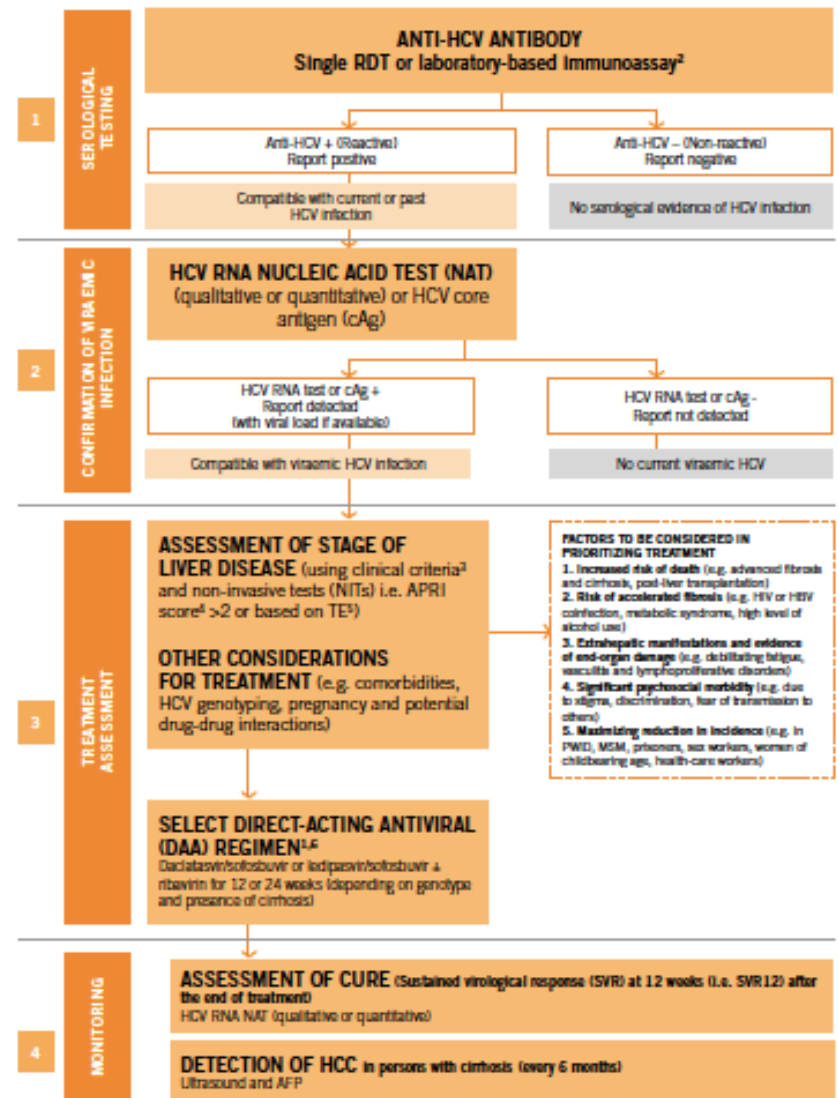 1
SEROLOGICAL
TESTING
ANTI-HCV ANTIBODY
Single RDT or laboratory-based immunoassay²
Anti-HCV + (Reactive)
Report positive
Anti-HCV – (Non-reactive)
Report negative
Compatible with current or past
HCV infection
No serological evidence of HCV infection
2
CONFIRMATION OF VIRAEMIC
INFECTION
HCV RNA NUCLEIC ACID TEST (NAT)
(qualitative or quantitative) or HCV core
antigen (cAg)
HCV RNA test or cAg +
Report detected
(with viral load if available)
HCV RNA test or cAg -
Report not detected
Compatible with viraemic HCV infection
No current viraemic HCV
3
TREATMENT
ASSESSMENT
ASSESSMENT OF STAGE OF
LIVER DISEASE (using clinical criteria³
and non-invasive tests (NITs) i.e. APRI
score⁴ >2 or based on TE⁵)
OTHER CONSIDERATIONS
FOR TREATMENT (e.g. comorbidities,
HCV genotyping, pregnancy and potential
drug-drug interactions)
FACTORS TO BE CONSIDERED IN
PRIORITIZING TREATMENT
1. Increased risk of death (e.g. advanced fibrosis
and cirrhosis, post-liver transplantation)
2. Risk of accelerated fibrosis (e.g. HIV or HBV
coinfection, metabolic syndrome, high level of
alcohol use)
3. Extrahepatic manifestations and evidence
of end-organ damage (e.g. debilitating fatigue,
vasculitis and lymphoproliferative disorders)
4. Significant psychosocial morbidity (e.g. due
to stigma, discrimination, fear of transmission to
others)
5. Maximizing reduction in incidence (e.g. in
PWID, MSM, prisoners, sex workers, women of
childbearing age, health-care workers)
SELECT DIRECT-ACTING ANTIVIRAL
(DAA) REGIMEN¹,⁶
Daclatasvir/sofosbuvir or ledipasvir/sofosbuvir ±
ribavirin for 12 or 24 weeks (depending on genotype
and presence of cirrhosis)
4
MONITORING
ASSESSMENT OF CURE (Sustained virological response (SVR) at 12 weeks (i.e. SVR12) after
the end of treatment)
HCV RNA NAT (qualitative or quantitative)
DETECTION OF HCC in persons with cirrhosis (every 6 months)
Ultrasound and AFP